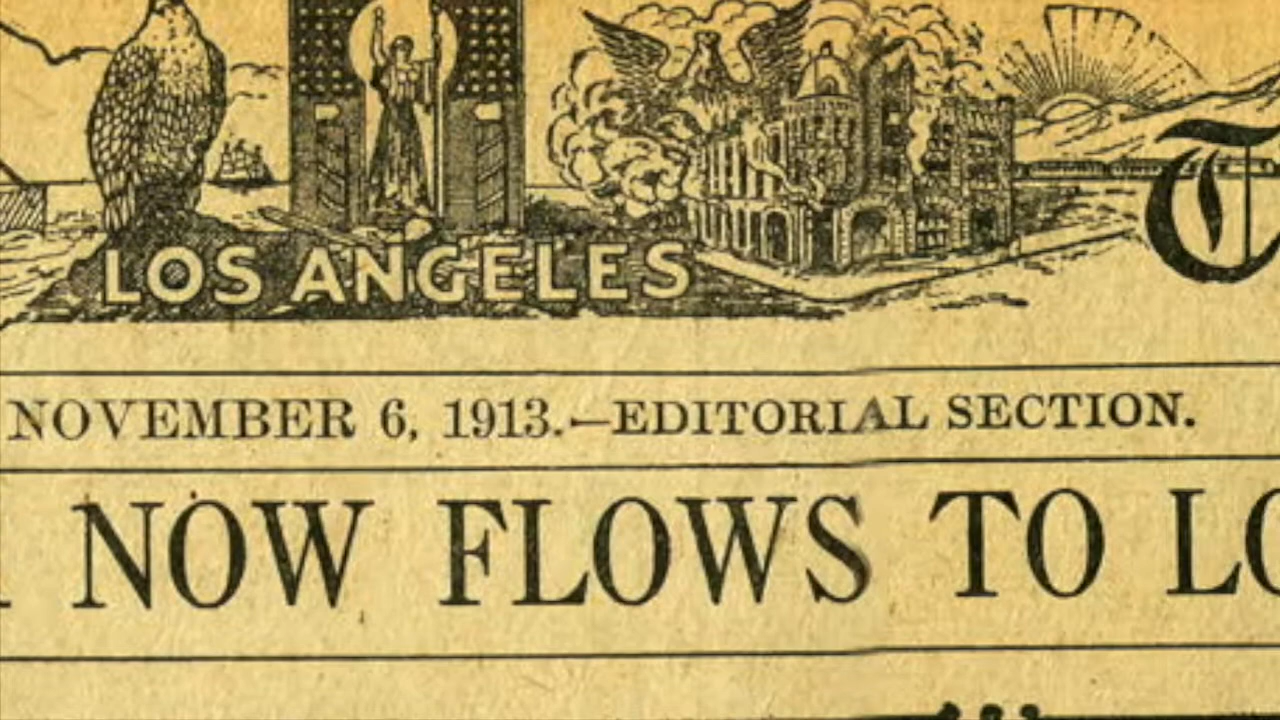 LOS ANGELES
T
NOVEMBER 6, 1913.—EDITORIAL SECTION.
NOW FLOWS TO LO